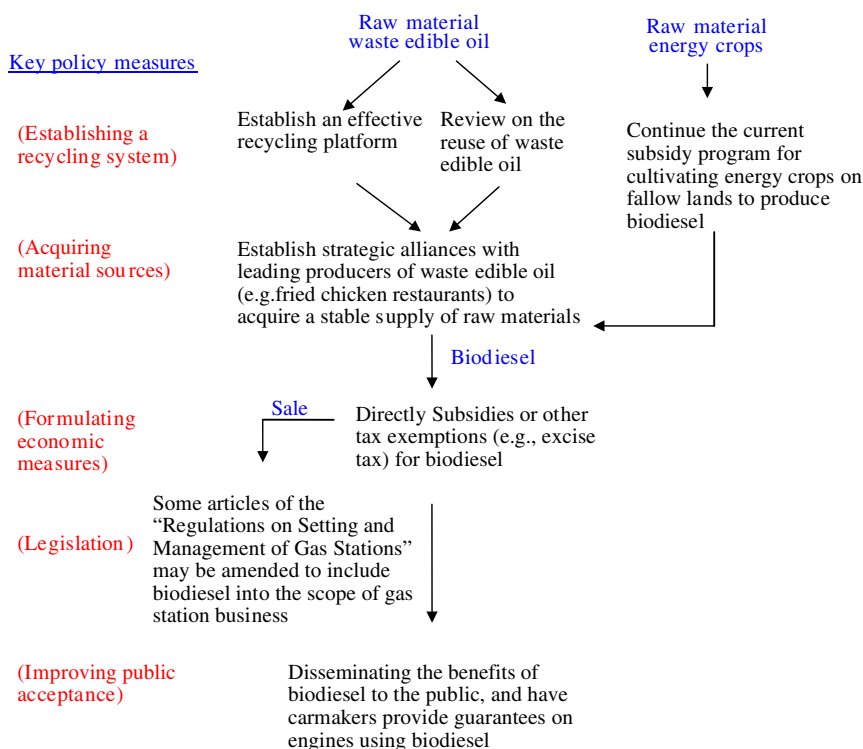 Raw material
waste edible oil
Raw material
energy crops
Key policy measures
(Establishing a
recycling system)
Establish an effective
recycling platform
Review on the
reuse of waste
edible oil
Continue the current
subsidy program for
cultivating energy crops on
fallow lands to produce
biodiesel
(Acquiring
material sources)
Establish strategic alliances with
leading producers of waste edible oil
(e.g.fried chicken restaurants) to
acquire a stable supply of raw materials
Biodiesel
(Formulating
economic
measures)
Sale
Directly Subsidies or other
tax exemptions (e.g., excise
tax) for biodiesel
(Legislation)
Some articles of the
“Regulations on Setting and
Management of Gas Stations”
may be amended to include
biodiesel into the scope of gas
station business
(Improving public
acceptance)
Disseminating the benefits of
biodiesel to the public, and have
carmakers provide guarantees on
engines using biodiesel